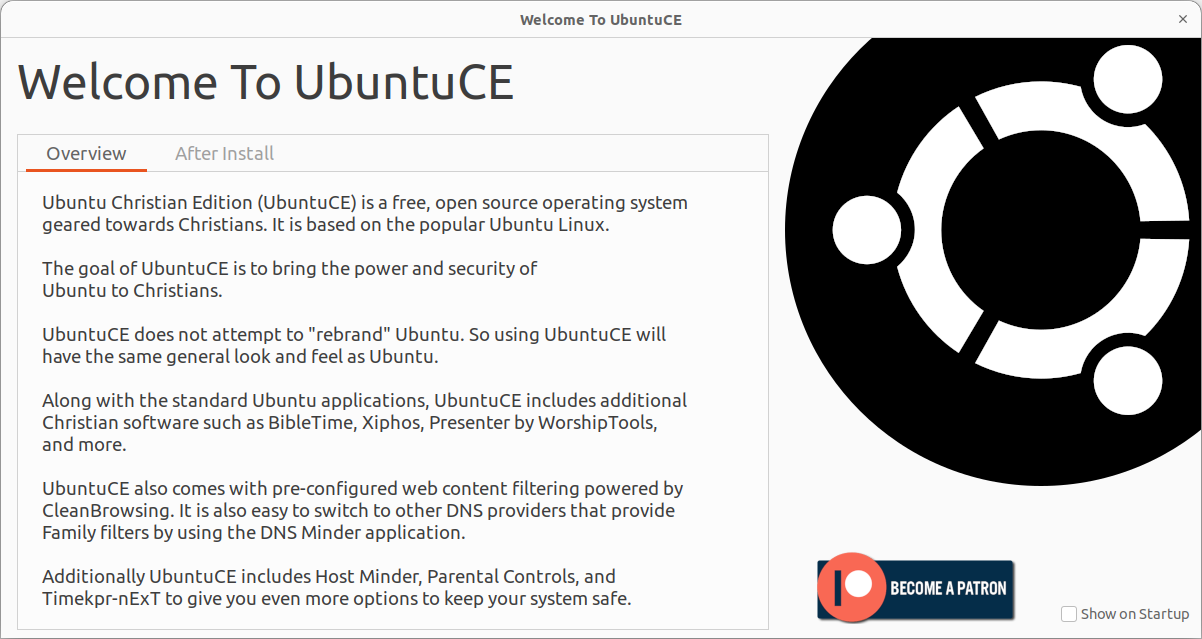 Welcome To UbuntuCE
Welcome To UbuntuCE
Overview
After Install
Ubuntu Christian Edition (UbuntuCE) is a free, open source operating system
geared towards Christians. It is based on the popular Ubuntu Linux.
The goal of UbuntuCE is to bring the power and security of
Ubuntu to Christians.
UbuntuCE does not attempt to "rebrand" Ubuntu. So using UbuntuCE will
have the same general look and feel as Ubuntu.
Along with the standard Ubuntu applications, UbuntuCE includes additional
Christian software such as BibleTime, Xiphos, Presenter by WorshipTools,
and more.
UbuntuCE also comes with pre-configured web content filtering powered by
CleanBrowsing. It is also easy to switch to other DNS providers that provide
Family filters by using the DNS Minder application.
Additionally UbuntuCE includes Host Minder, Parental Controls, and
Timekpr-nExT to give you even more options to keep your system safe.
BECOME A PATRON
Show on Startup